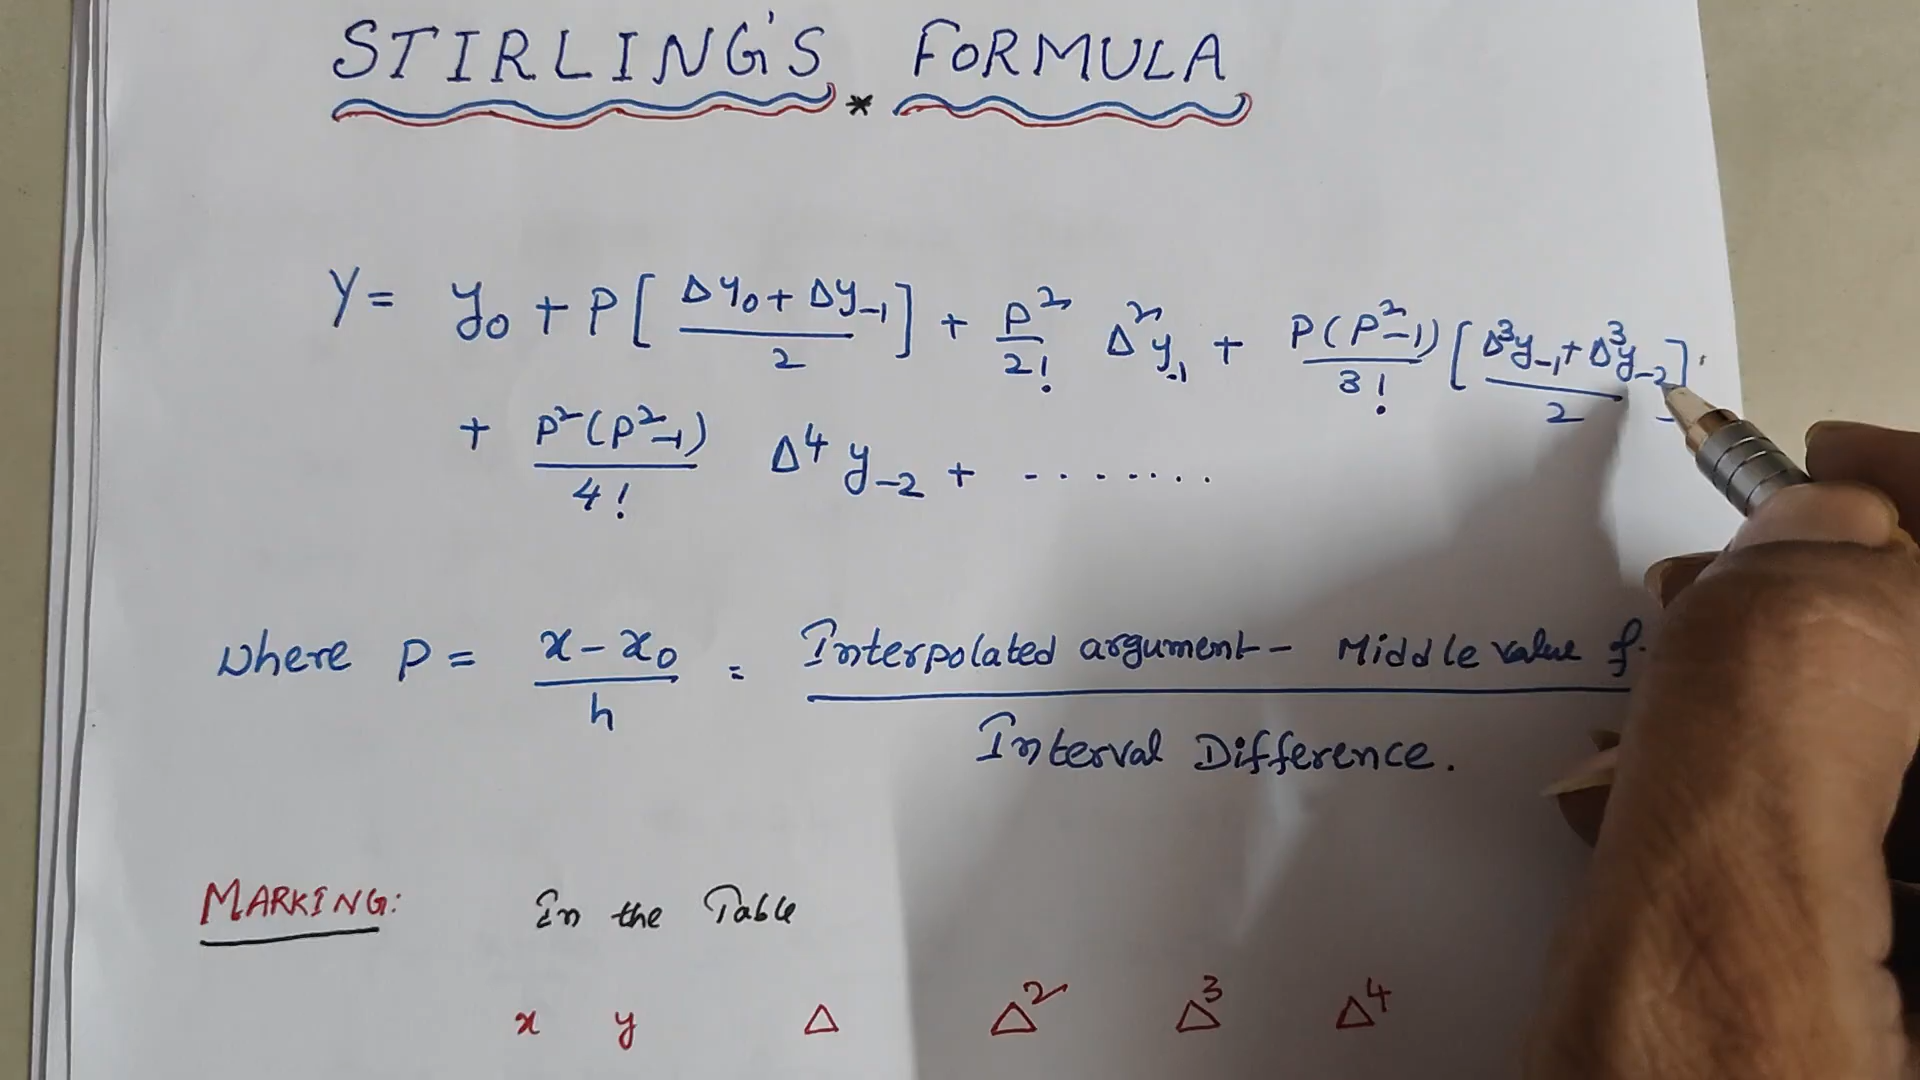 STIRLING'S FORMULA
y = y₀ + P [ (Δy₀ + Δy₋₁) / 2 ] + P²/2! Δ²y₋₁ + P(P²-1)/3! [ (Δ³y₋₁ + Δ³y₋₂) / 2 ]
+ P²(P²-1)/4! Δ⁴y₋₂ + .......
where P = (x - x₀)/h = Interpolated argument - Middle value
Interval Difference.
MARKING: In the Table
x y Δ Δ² Δ³ Δ⁴